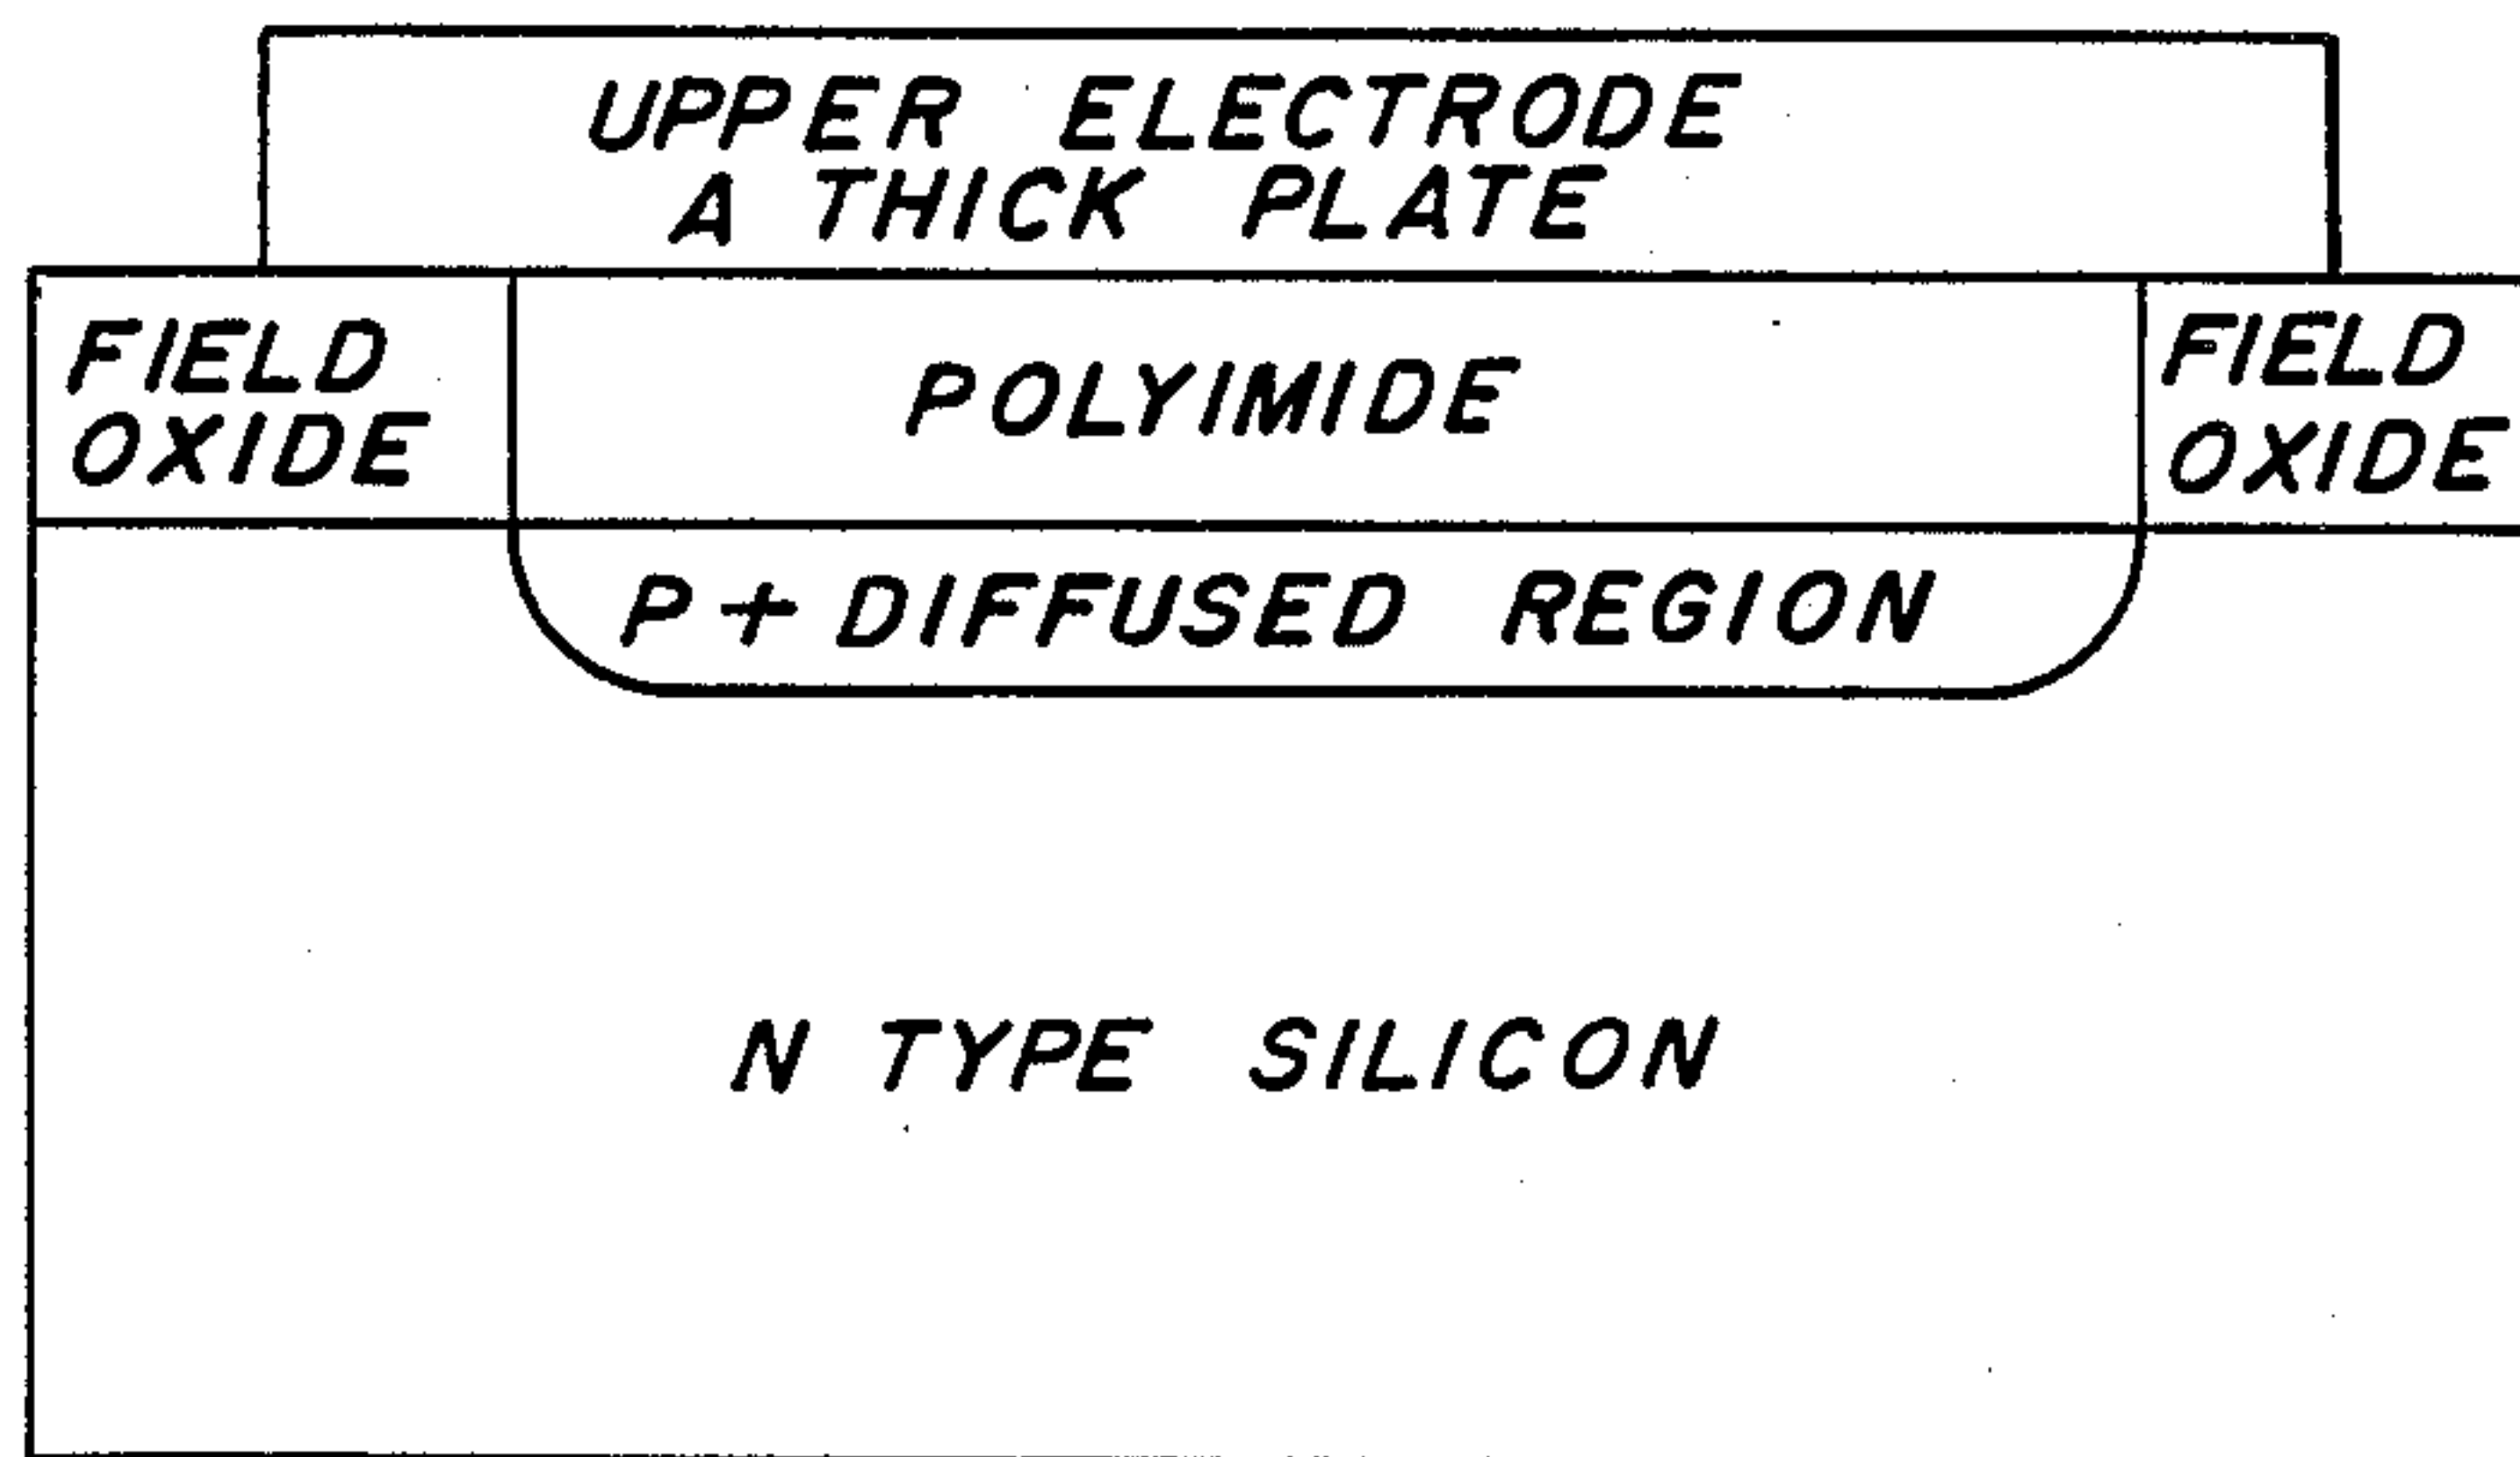 UPPER ELECTRODE
A THICK PLATE
FIELD
OXIDE
POLYIMIDE
FIELD
OXIDE
P+ DIFFUSED REGION
N TYPE SILICON